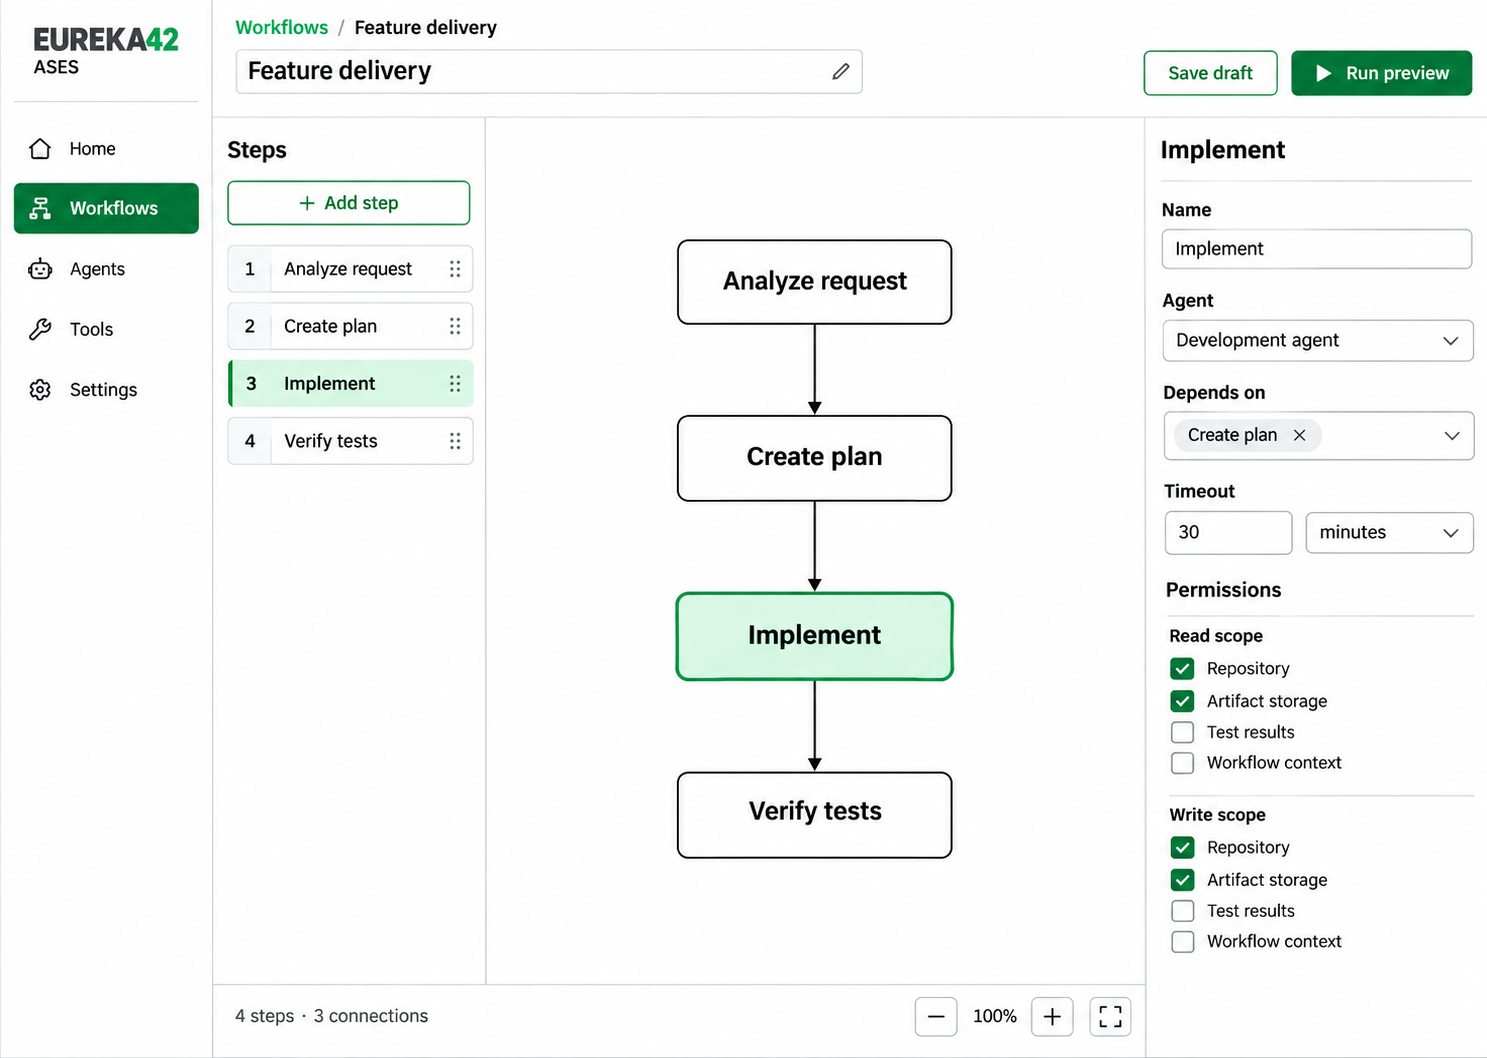 EUREKA42
ASES
Home
Workflows
Agents
Tools
Settings
Workflows / Feature delivery
Feature delivery
Save draft
Run preview
Steps
+ Add step
1 Analyze request
2 Create plan
3 Implement
4 Verify tests
Analyze request
Create plan
Implement
Verify tests
4 steps · 3 connections
100%
Implement
Name
Implement
Agent
Development agent
Depends on
Create plan
Timeout
30 minutes
Permissions
Read scope
Repository
Artifact storage
Test results
Workflow context
Write scope
Repository
Artifact storage
Test results
Workflow context